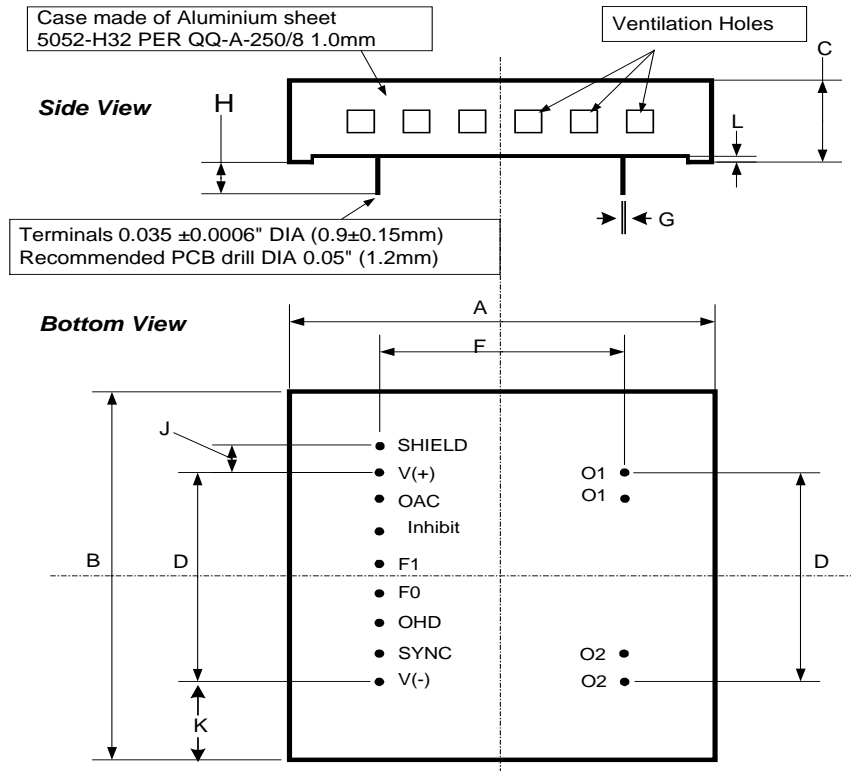 Case made of Aluminium sheet
5052-H32 PER QQ-A-250/8 1.0mm
Ventilation Holes
C
Side View
H
L
G
Terminals 0.035 ±0.0006" DIA (0.9±0.15mm)
Recommended PCB drill DIA 0.05" (1.2mm)
Bottom View
A
F
J
SHIELD
V(+)
O1
OAC
O1
Inhibit
B
D
F1
D
F0
OHD
SYNC
O2
V(-)
O2
K